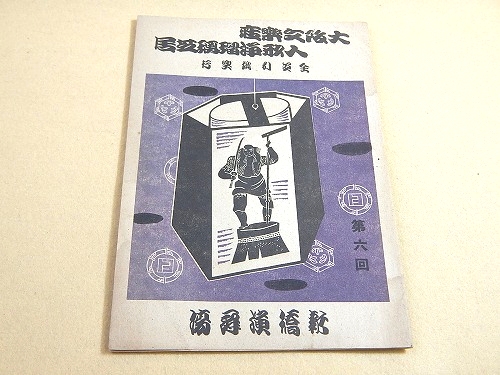 大阪文楽座
人形浄瑠璃芝居
第六回
新橋演舞場